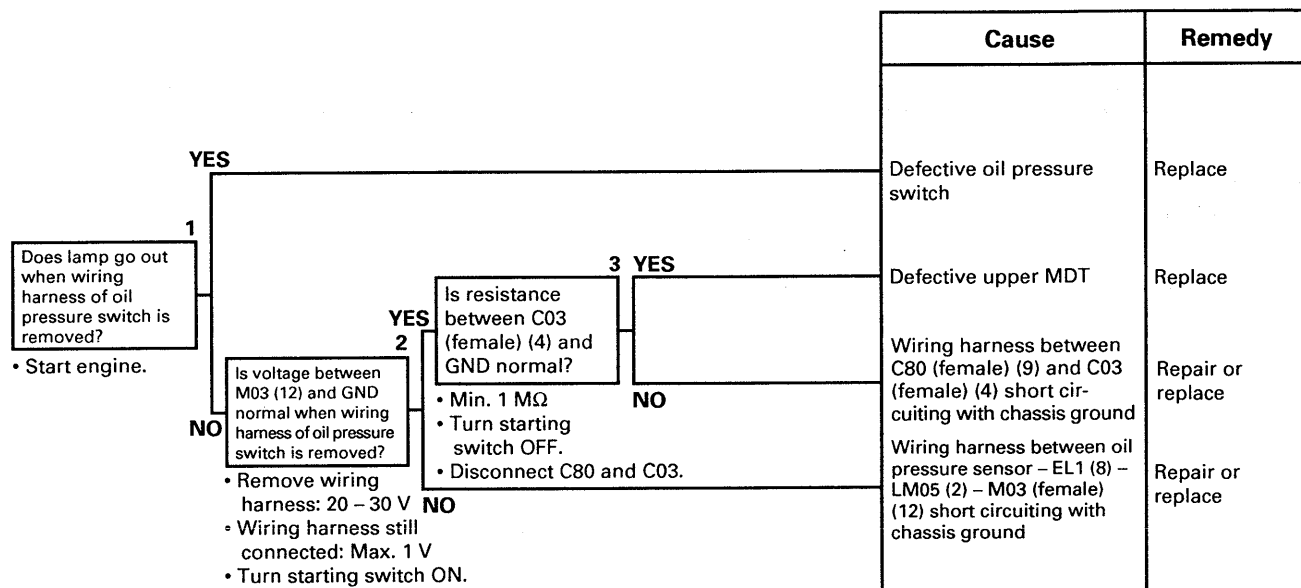 Cause
Remedy
YES
Defective oil pressure
switch
Replace
1
Does lamp go out
when wiring
harness of oil
pressure switch is
removed?
• Start engine.
NO
2
Is voltage between
M03 (12) and GND
normal when wiring
harness of oil pressure
switch is removed?
• Remove wiring
harness: 20 – 30 V
• Wiring harness still
connected: Max. 1 V
• Turn starting switch ON.
YES
3
Is resistance
between C03
(female) (4) and
GND normal?
• Min. 1 MΩ
• Turn starting
switch OFF.
• Disconnect C80 and C03.
YES
Defective upper MDT
Replace
NO
Wiring harness between
C80 (female) (9) and C03
(female) (4) short cir-
cuiting with chassis ground
Repair or
replace
NO
Wiring harness between oil
pressure sensor – EL1 (8) –
LM05 (2) – M03 (female)
(12) short circuiting with
chassis ground
Repair or
replace